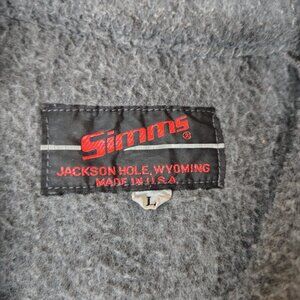 Simms®
JACKSON HOLE, WYOMING
MADE IN U.S.A.
L